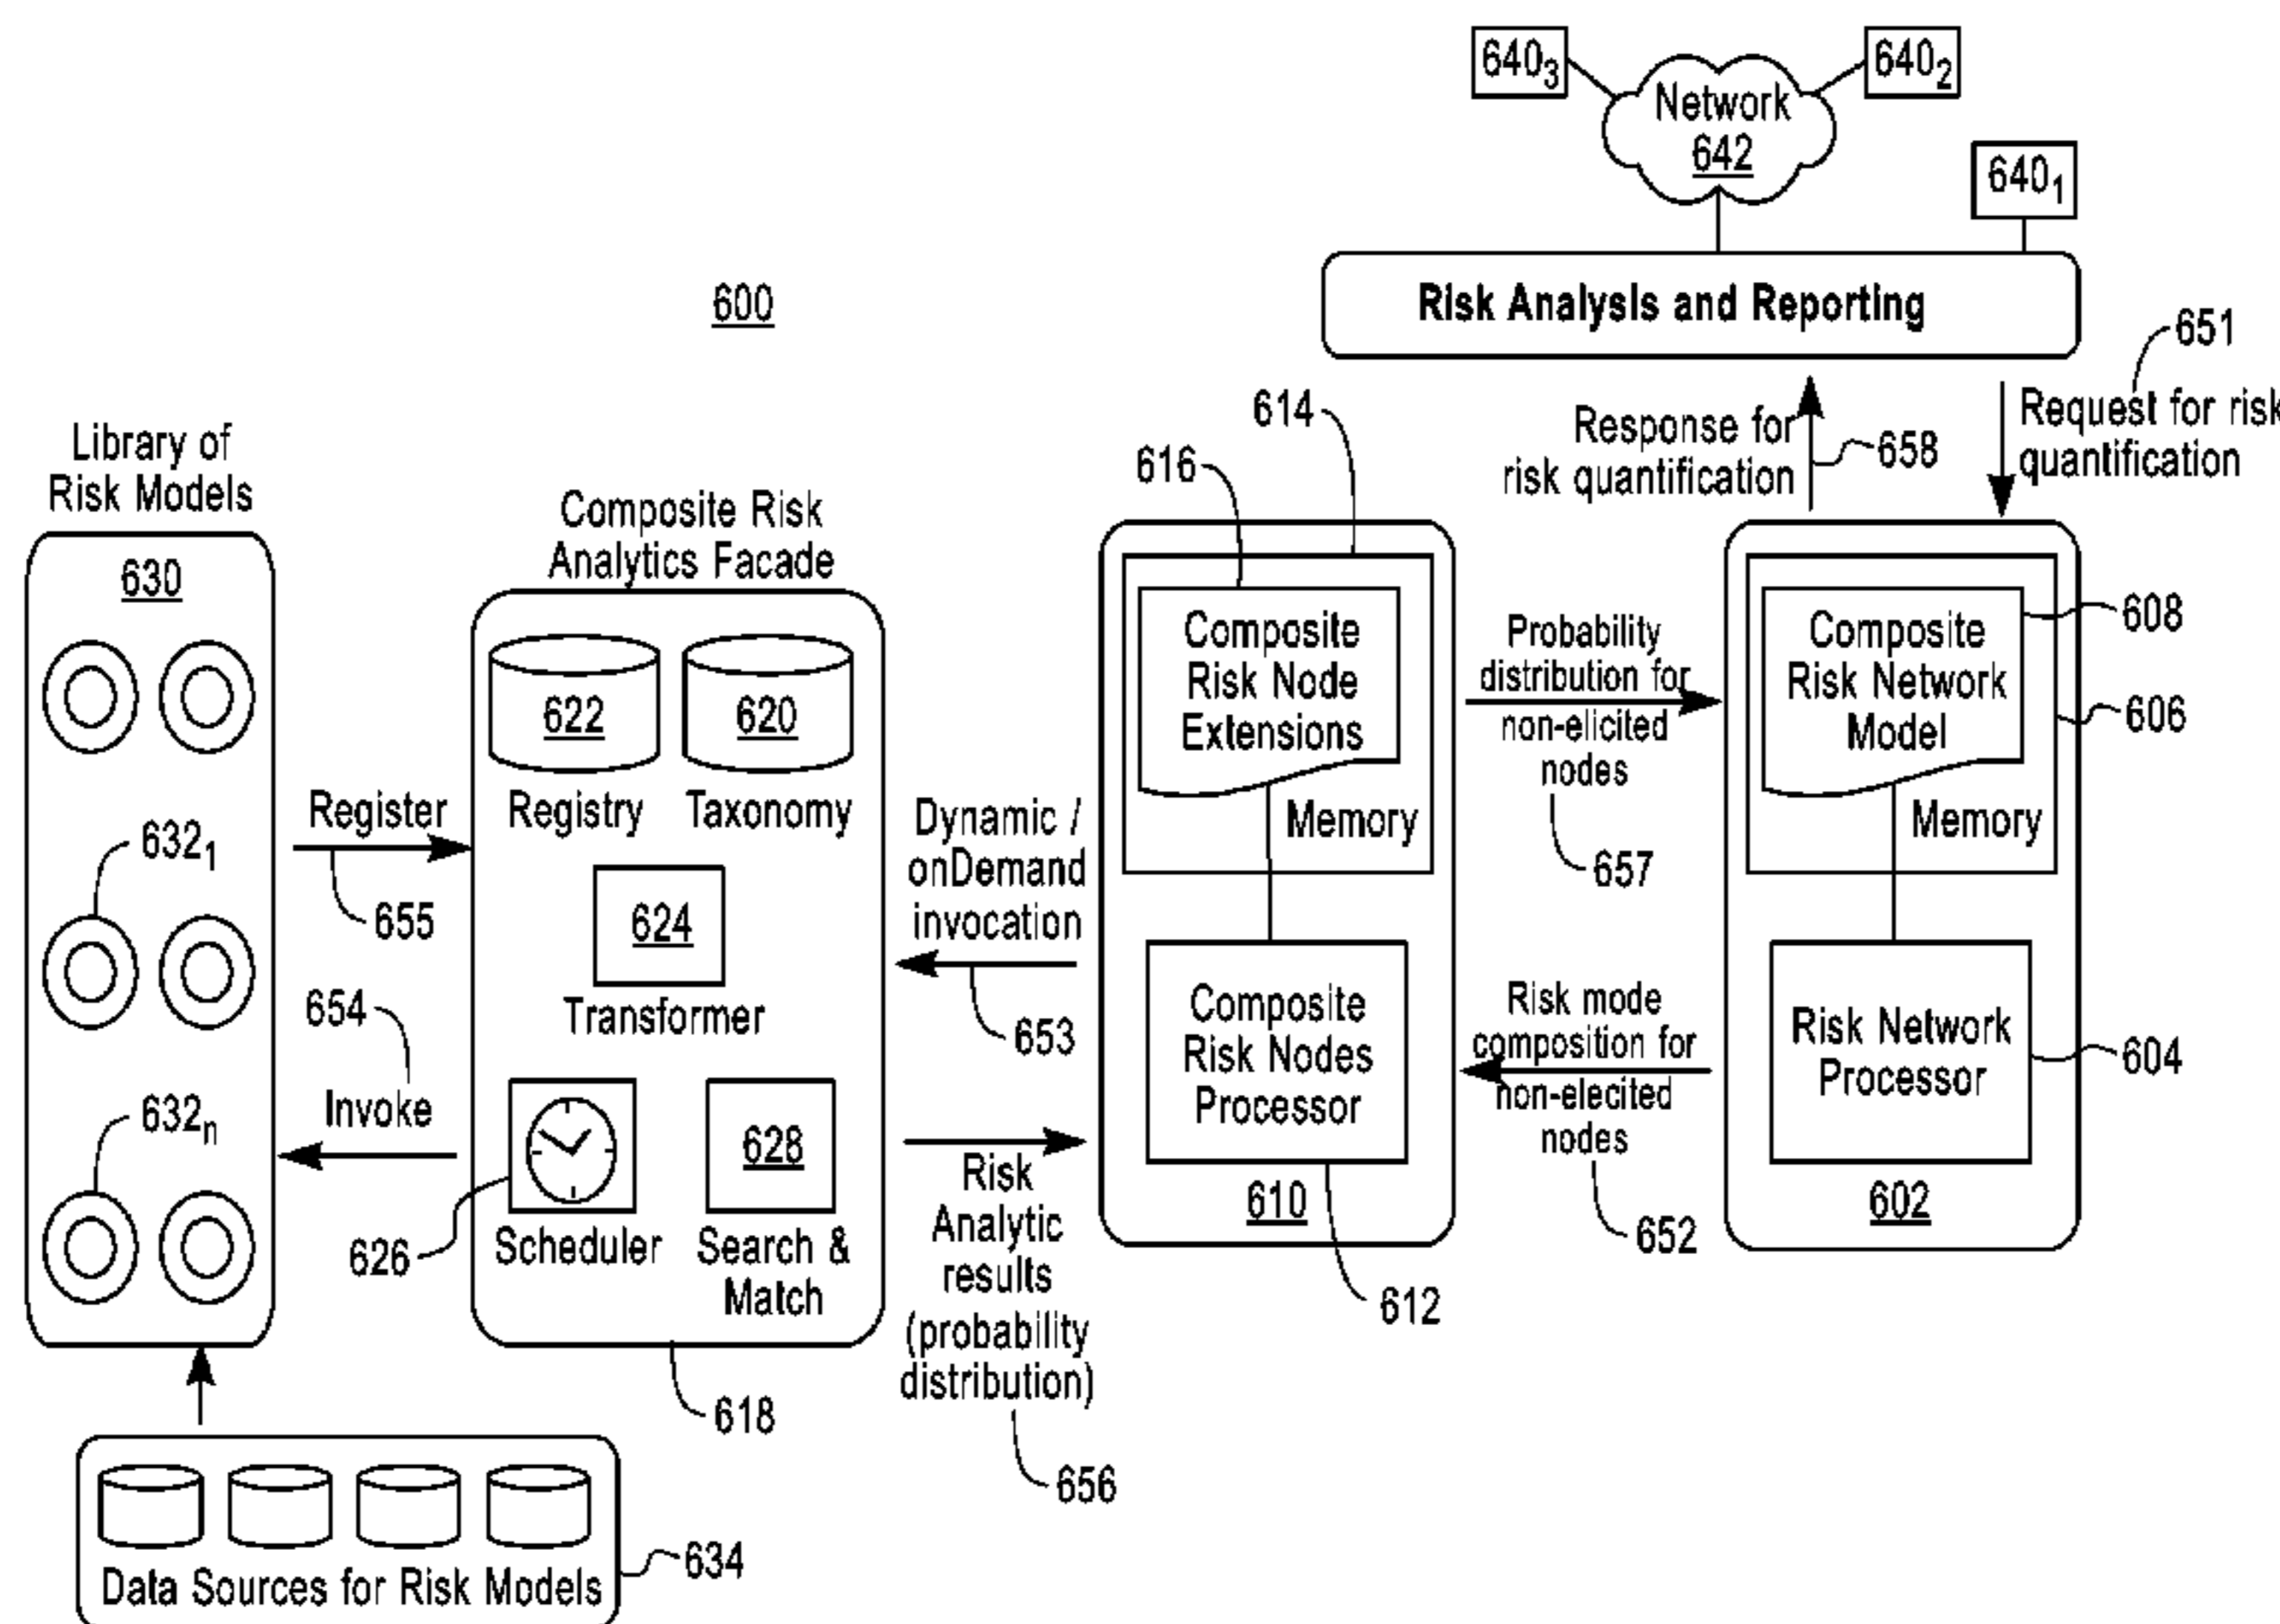 640₃
640₂
Network
642
640₁
Risk Analysis and Reporting
600
651
Request for risk
quantification
Response for
risk quantification
658
614
616
Library of
Risk Models
630
632₁
632ₙ
Composite Risk
Analytics Facade
622
620
Registry
Taxonomy
Register
655
624
Transformer
654
Invoke
626
Scheduler
628
Search &
Match
618
Dynamic /
onDemand
invocation
653
Risk
Analytic
results
(probability
distribution)
656
Composite
Risk Node
Extensions
Memory
Composite
Risk Nodes
Processor
610
612
Probability
distribution for
non-elicited
nodes
657
Risk mode
composition for
non-elecited
nodes
652
Composite
Risk Network
Model
Memory
608
606
Risk Network
Processor
604
602
Data Sources for Risk Models
634